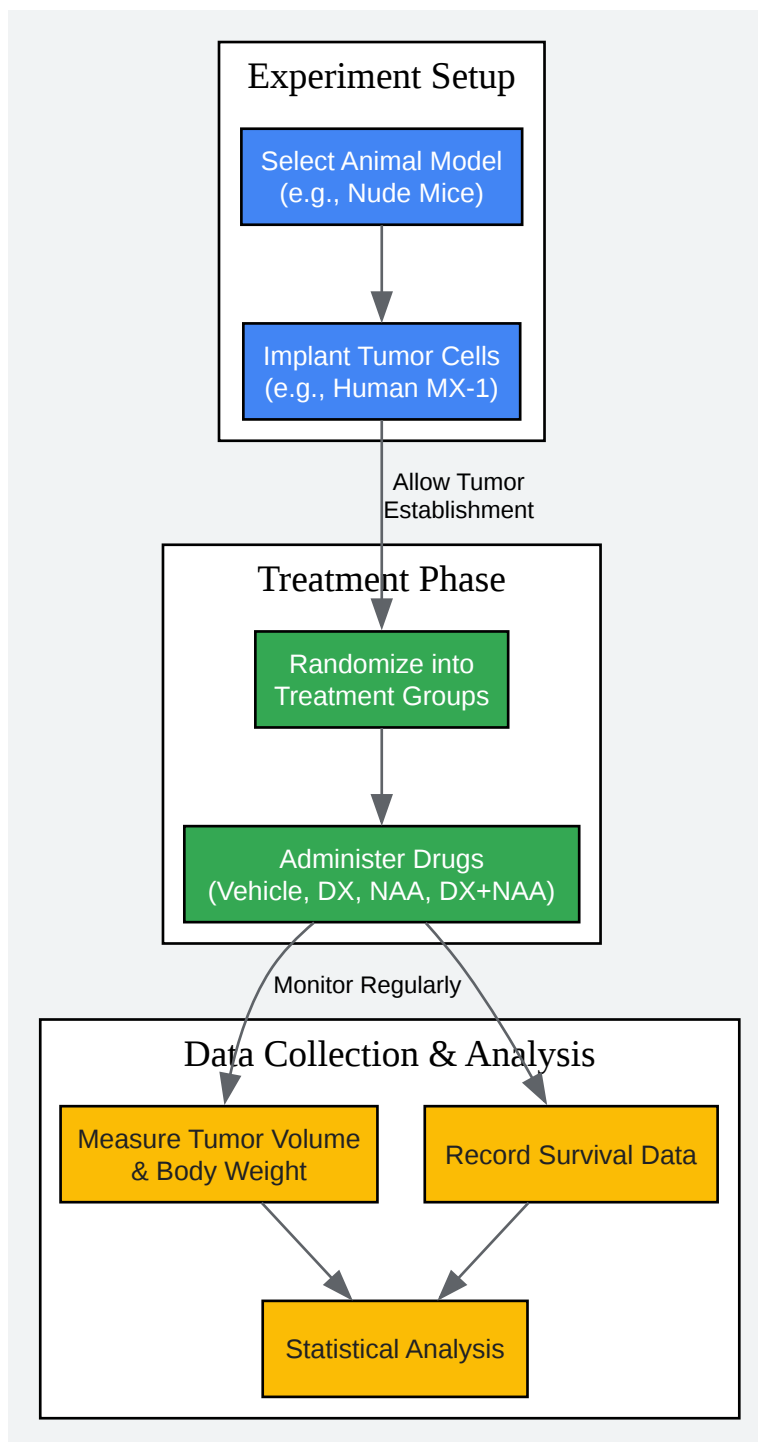 Experiment Setup
Select Animal Model
(e.g., Nude Mice)
Implant Tumor Cells
(e.g., Human MX-1)
Allow Tumor
Establishment
Treatment Phase
Randomize into
Treatment Groups
Administer Drugs
(Vehicle, DX, NAA, DX+NAA)
Monitor Regularly
Data Collection & Analysis
Measure Tumor Volume
& Body Weight
Record Survival Data
Statistical Analysis